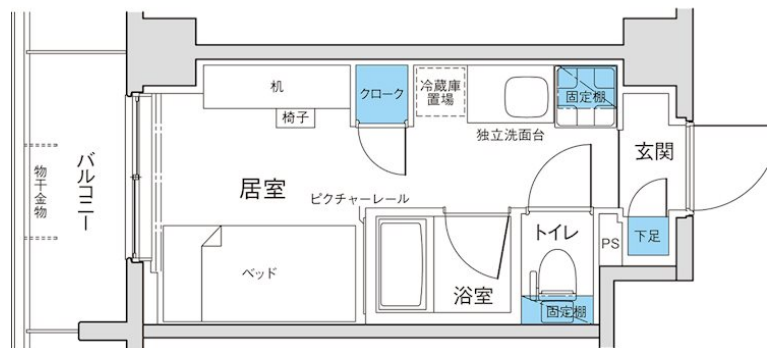 机
クローク
冷蔵庫
置場
固定棚
椅子
独立洗面台
玄関
バルコニー
物干金物
居室
ピクチャーレール
トイレ
PS
下足
ベッド
浴室
固定棚